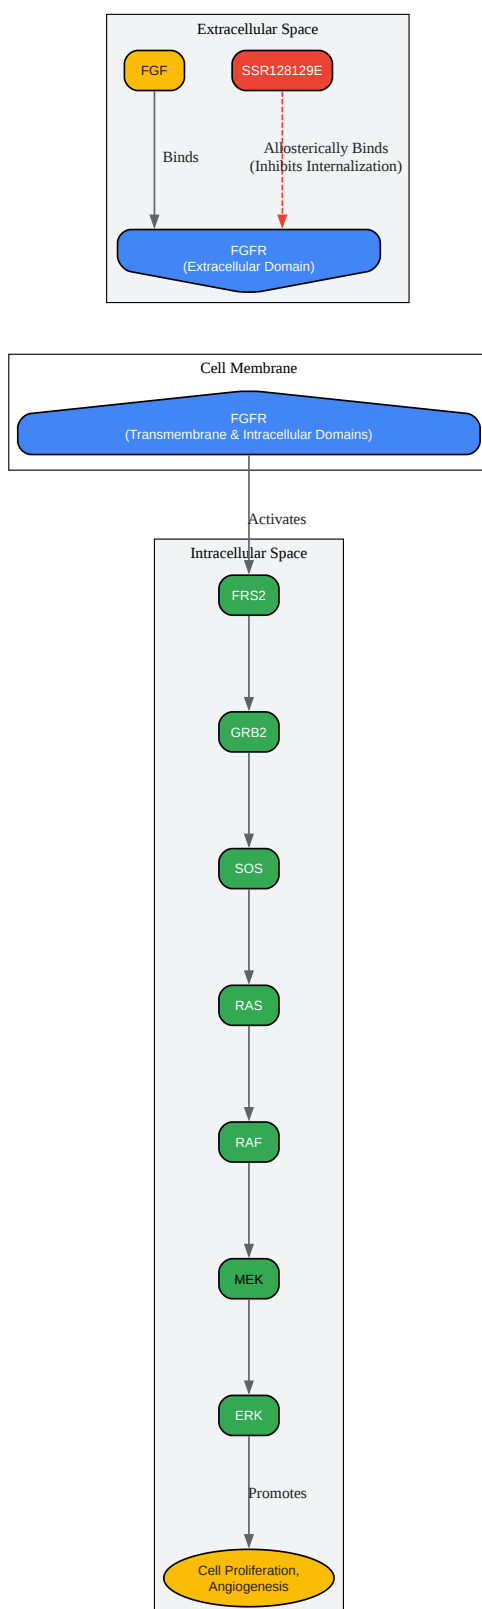 Extracellular Space
FGF
SSR128129E
Binds
Allosterically Binds
(Inhibits Internalization)
FGFR
(Extracellular Domain)
Cell Membrane
FGFR
(Transmembrane & Intracellular Domains)
Activates
Intracellular Space
FRS2
GRB2
SOS
RAS
RAF
MEK
ERK
Promotes
Cell Proliferation,
Angiogenesis